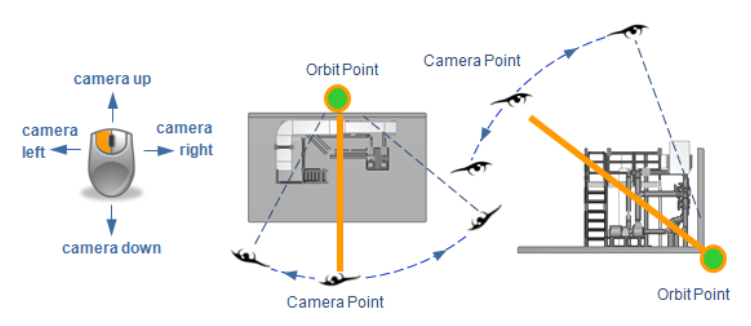 camera up
camera
left
camera
right
camera down
Orbit Point
Camera Point
Camera Point
Orbit Point